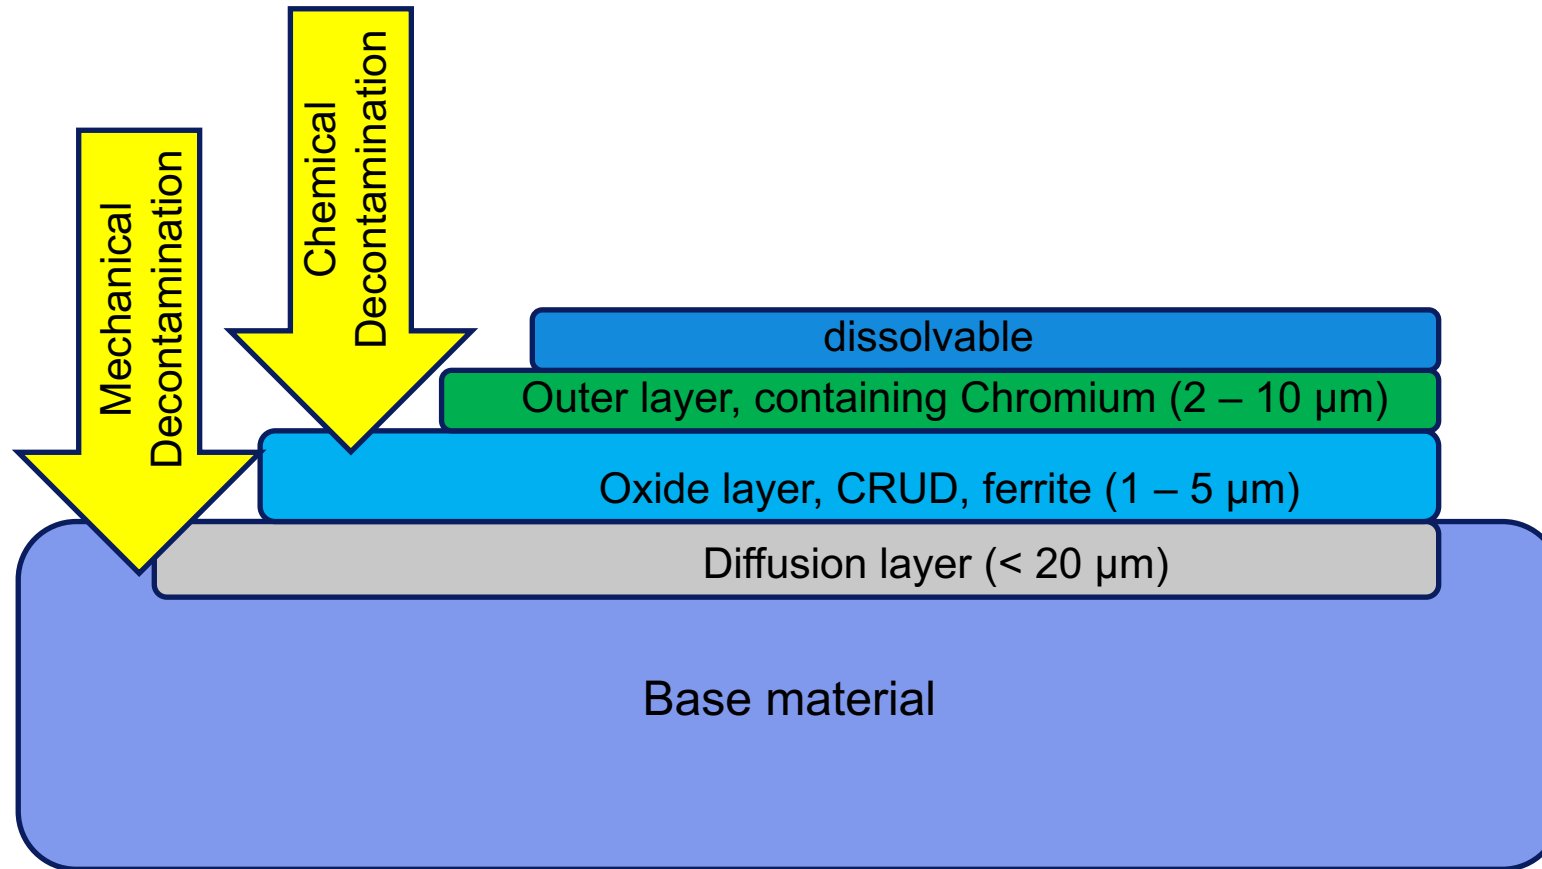 Mechanical
Decontamination
Chemical
Decontamination
dissolvable
Outer layer, containing Chromium (2 – 10 µm)
Oxide layer, CRUD, ferrite (1 – 5 µm)
Diffusion layer (< 20 µm)
Base material